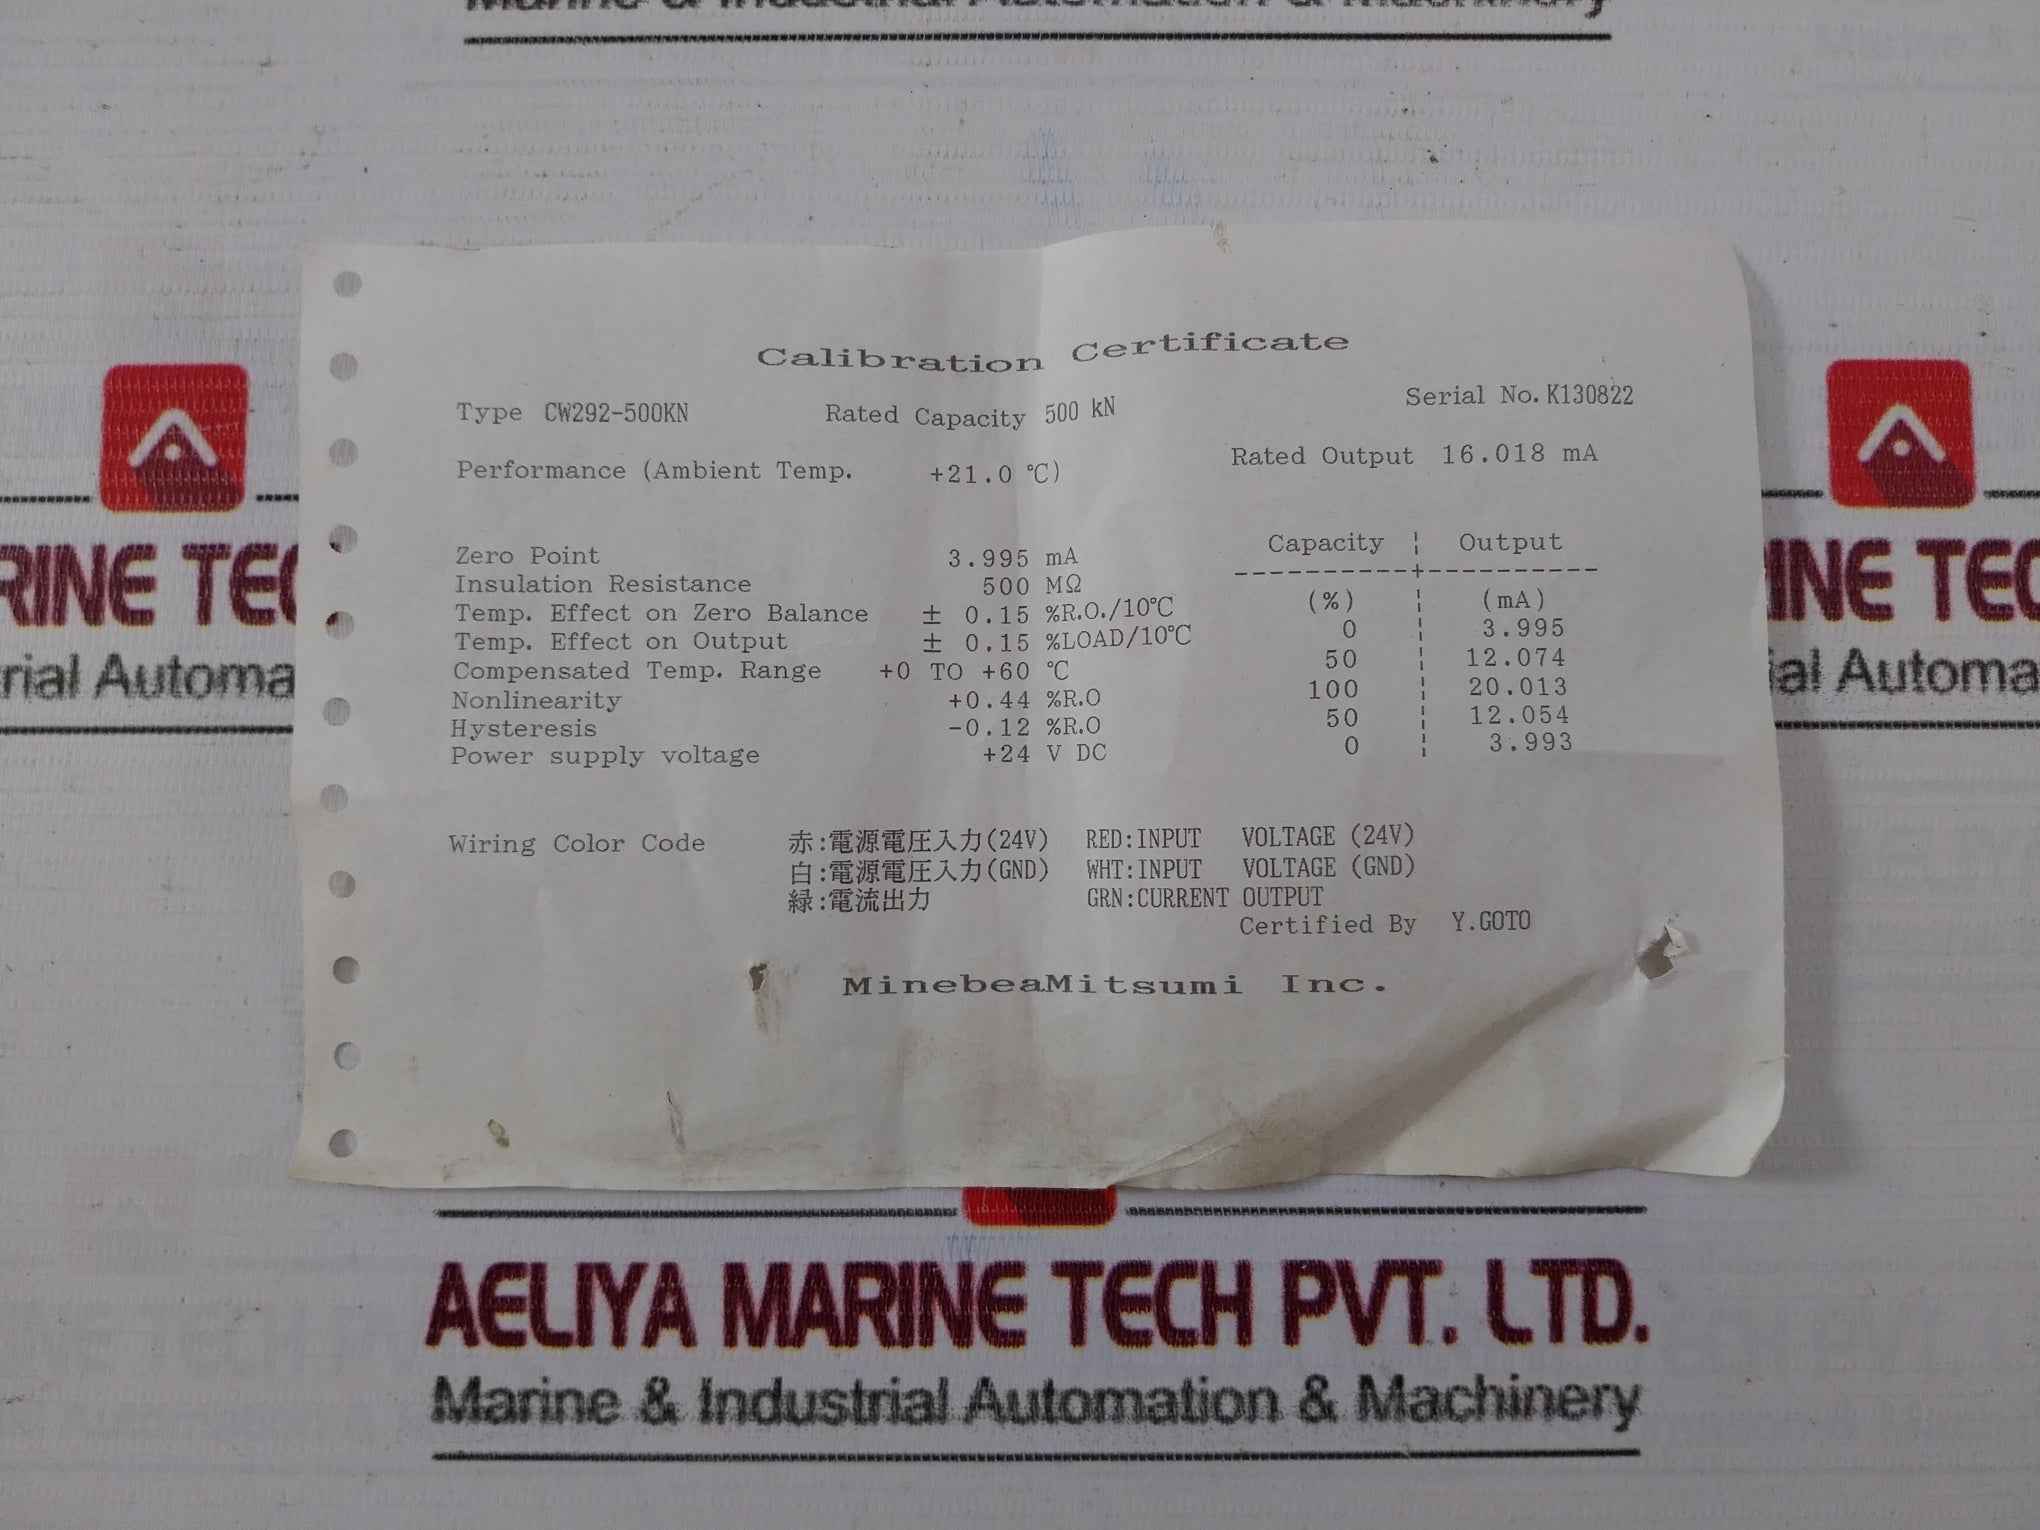 Marine & Industrial Automation & Machinery
Calibration Certificate
Type CW292-500KN Rated Capacity 500 kN Serial No. K130822
Performance (Ambient Temp. +21.0 ℃) Rated Output 16.018 mA
Zero Point 3.995 mA
Insulation Resistance 500 MΩ
Temp. Effect on Zero Balance ± 0.15 %R.O./10℃
Temp. Effect on Output ± 0.15 %LOAD/10℃
Compensated Temp. Range +0 TO +60 ℃
Nonlinearity +0.44 %R.O
Hysteresis -0.12 %R.O
Power supply voltage +24 V DC
Capacity ¦ Output
----------+----------
(%) ¦ (mA)
0 ¦ 3.995
50 ¦ 12.074
100 ¦ 20.013
50 ¦ 12.054
0 ¦ 3.993
Wiring Color Code 赤:電源電圧入力(24V) RED:INPUT VOLTAGE (24V)
白:電源電圧入力(GND) WHT:INPUT VOLTAGE (GND)
緑:電流出力 GRN:CURRENT OUTPUT
Certified By Y.GOTO
MinebeaMitsumi Inc.
RINE TEC
rial Automa
INE TEC
ial Automa
AELIYA MARINE TECH PVT. LTD.
Marine & Industrial Automation & Machinery